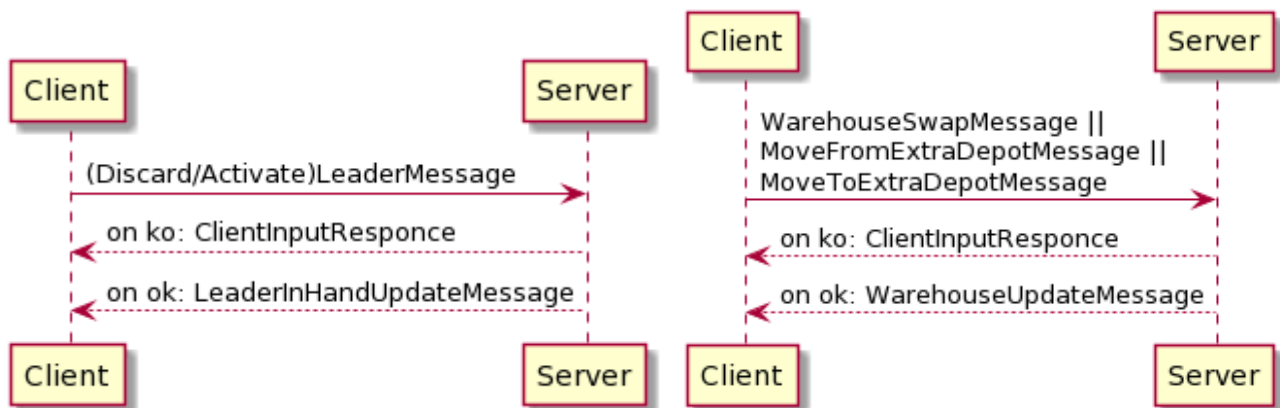 Client
Server
(Discard/Activate)LeaderMessage
on ko: ClientInputResponce
on ok: LeaderInHandUpdateMessage
Client
Server
Client
Server
WarehouseSwapMessage ||
MoveFromExtraDepotMessage ||
MoveToExtraDepotMessage
on ko: ClientInputResponce
on ok: WarehouseUpdateMessage
Client
Server